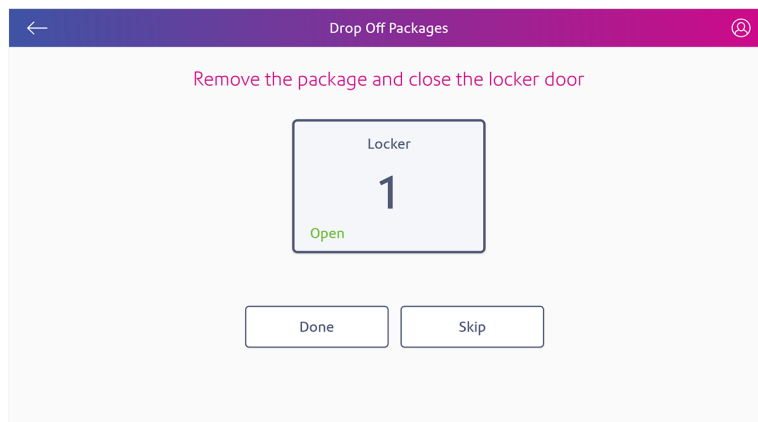 Drop Off Packages
Remove the package and close the locker door
Locker
1
Open
Done
Skip